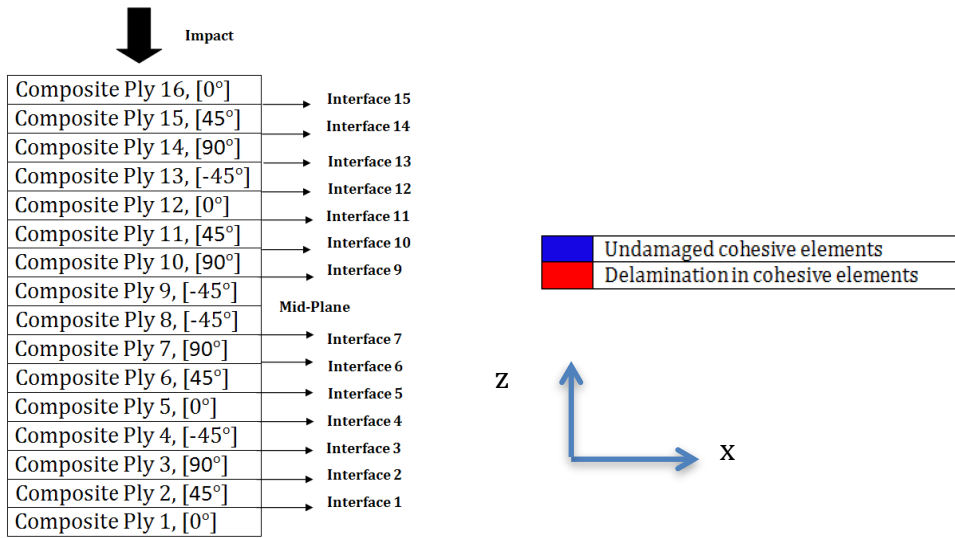 Impact
Composite Ply 16, [0°]
Interface 15
Composite Ply 15, [45°]
Interface 14
Composite Ply 14, [90°]
Interface 13
Composite Ply 13, [-45°]
Interface 12
Composite Ply 12, [0°]
Interface 11
Composite Ply 11, [45°]
Interface 10
Composite Ply 10, [90°]
Interface 9
Composite Ply 9, [-45°]
Mid-Plane
Composite Ply 8, [-45°]
Interface 7
Composite Ply 7, [90°]
Interface 6
Composite Ply 6, [45°]
Interface 5
Composite Ply 5, [0°]
Interface 4
Composite Ply 4, [-45°]
Interface 3
Composite Ply 3, [90°]
Interface 2
Composite Ply 2, [45°]
Interface 1
Composite Ply 1, [0°]
Undamaged cohesive elements
Delamination in cohesive elements
z
x